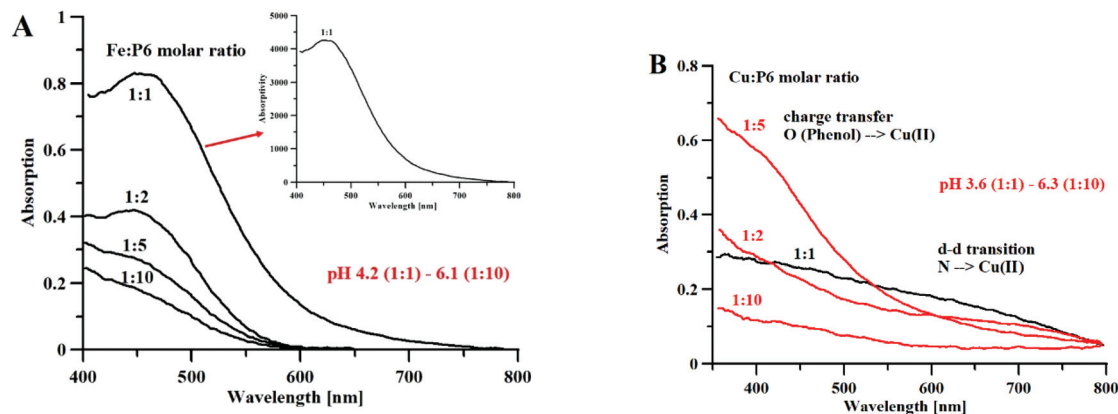 A
Fe:P6 molar ratio
1:1
1:2
1:5
1:10
pH 4.2 (1:1) - 6.1 (1:10)
Absorption
1
0.8
0.6
0.4
0.2
0
400 500 600 700 800
Wavelength [nm]
1:1
Absorptivity
5000
4000
3000
2000
1000
0
400 500 600 700 800
Wavelength [nm]
B
Cu:P6 molar ratio
charge transfer
O (Phenol) --> Cu(II)
1:5
pH 3.6 (1:1) - 6.3 (1:10)
1:2
1:1
d-d transition
N --> Cu(II)
1:10
Absorption
0.8
0.6
0.4
0.2
0
400 500 600 700 800
Wavelength [nm]